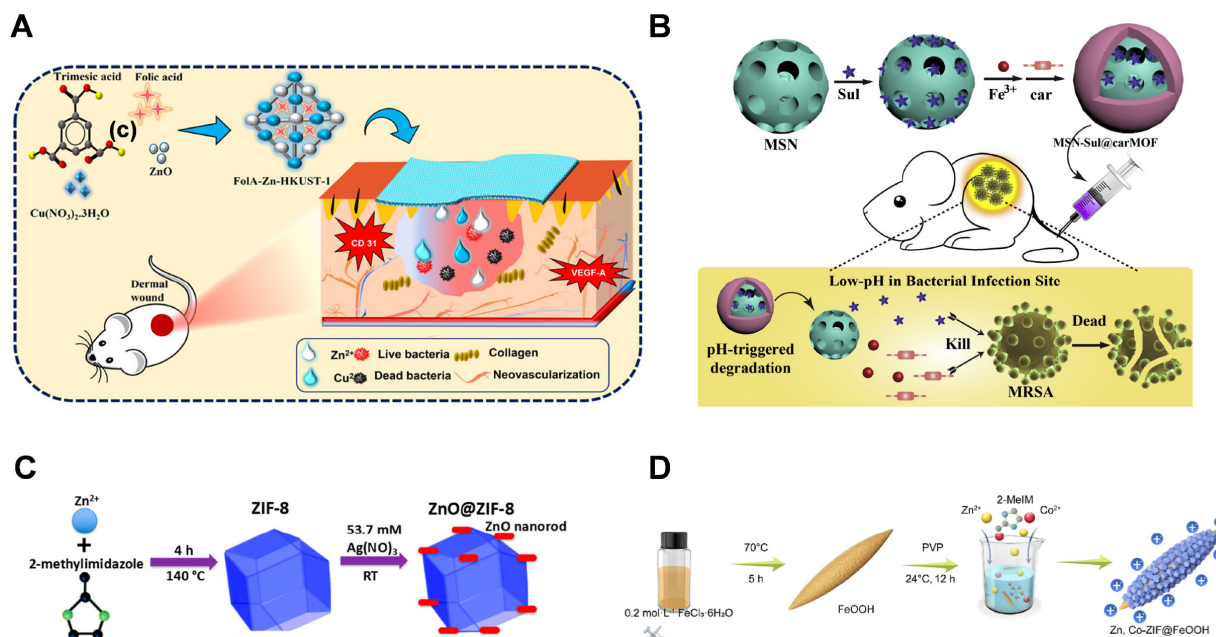 A
Trimesic acid
Folic acid
(c)
ZnO
Cu(NO₃)₂.3H₂O
FolA-Zn-HKUST-1
CD 31
VEGF-A
Dermal
wound
Zn²⁺
Live bacteria
Collagen
Cu²
Dead bacteria
Neovascularization
B
MSN
Sul
Fe³⁺
car
MSN-Sul@carMOF
Low-pH in Bacterial Infection Site
pH-triggered
degradation
Kill
MRSA
Dead
C
Zn²⁺
+
2-methylimidazole
4 h
140 °C
ZIF-8
53.7 mM
Ag(NO)₃
RT
ZnO@ZIF-8
ZnO nanorod
D
0.2 mol·L⁻¹ FeCl₃·6H₂O
70°C
5 h
FeOOH
PVP
24°C, 12 h
Zn²⁺
2-MeIM
Co²⁺
Zn, Co-ZIF@FeOOH